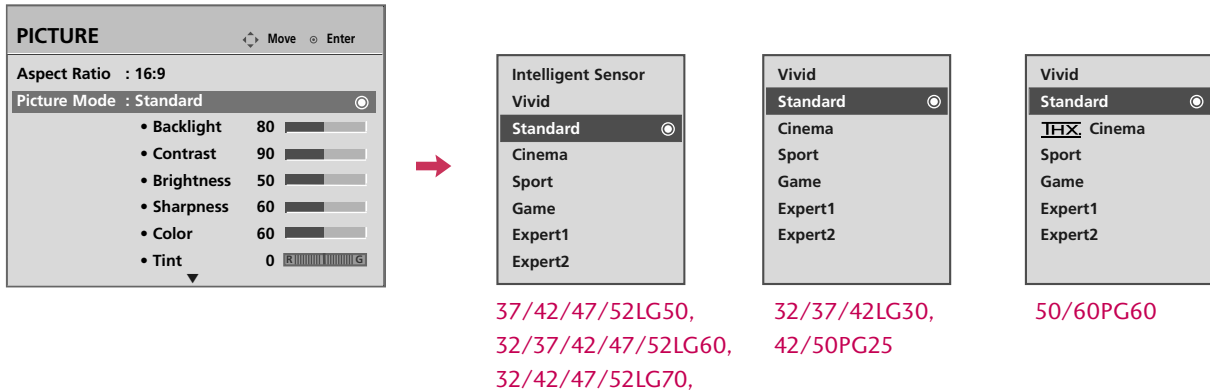 PICTURE
Move Enter
Aspect Ratio : 16:9
Picture Mode : Standard
• Backlight 80
• Contrast 90
• Brightness 50
• Sharpness 60
• Color 60
• Tint 0 R G
Intelligent Sensor
Vivid
Standard
Cinema
Sport
Game
Expert1
Expert2
37/42/47/52LG50,
32/37/42/47/52LG60,
32/42/47/52LG70,
Vivid
Standard
Cinema
Sport
Game
Expert1
Expert2
32/37/42LG30,
42/50PG25
Vivid
Standard
THX Cinema
Sport
Game
Expert1
Expert2
50/60PG60